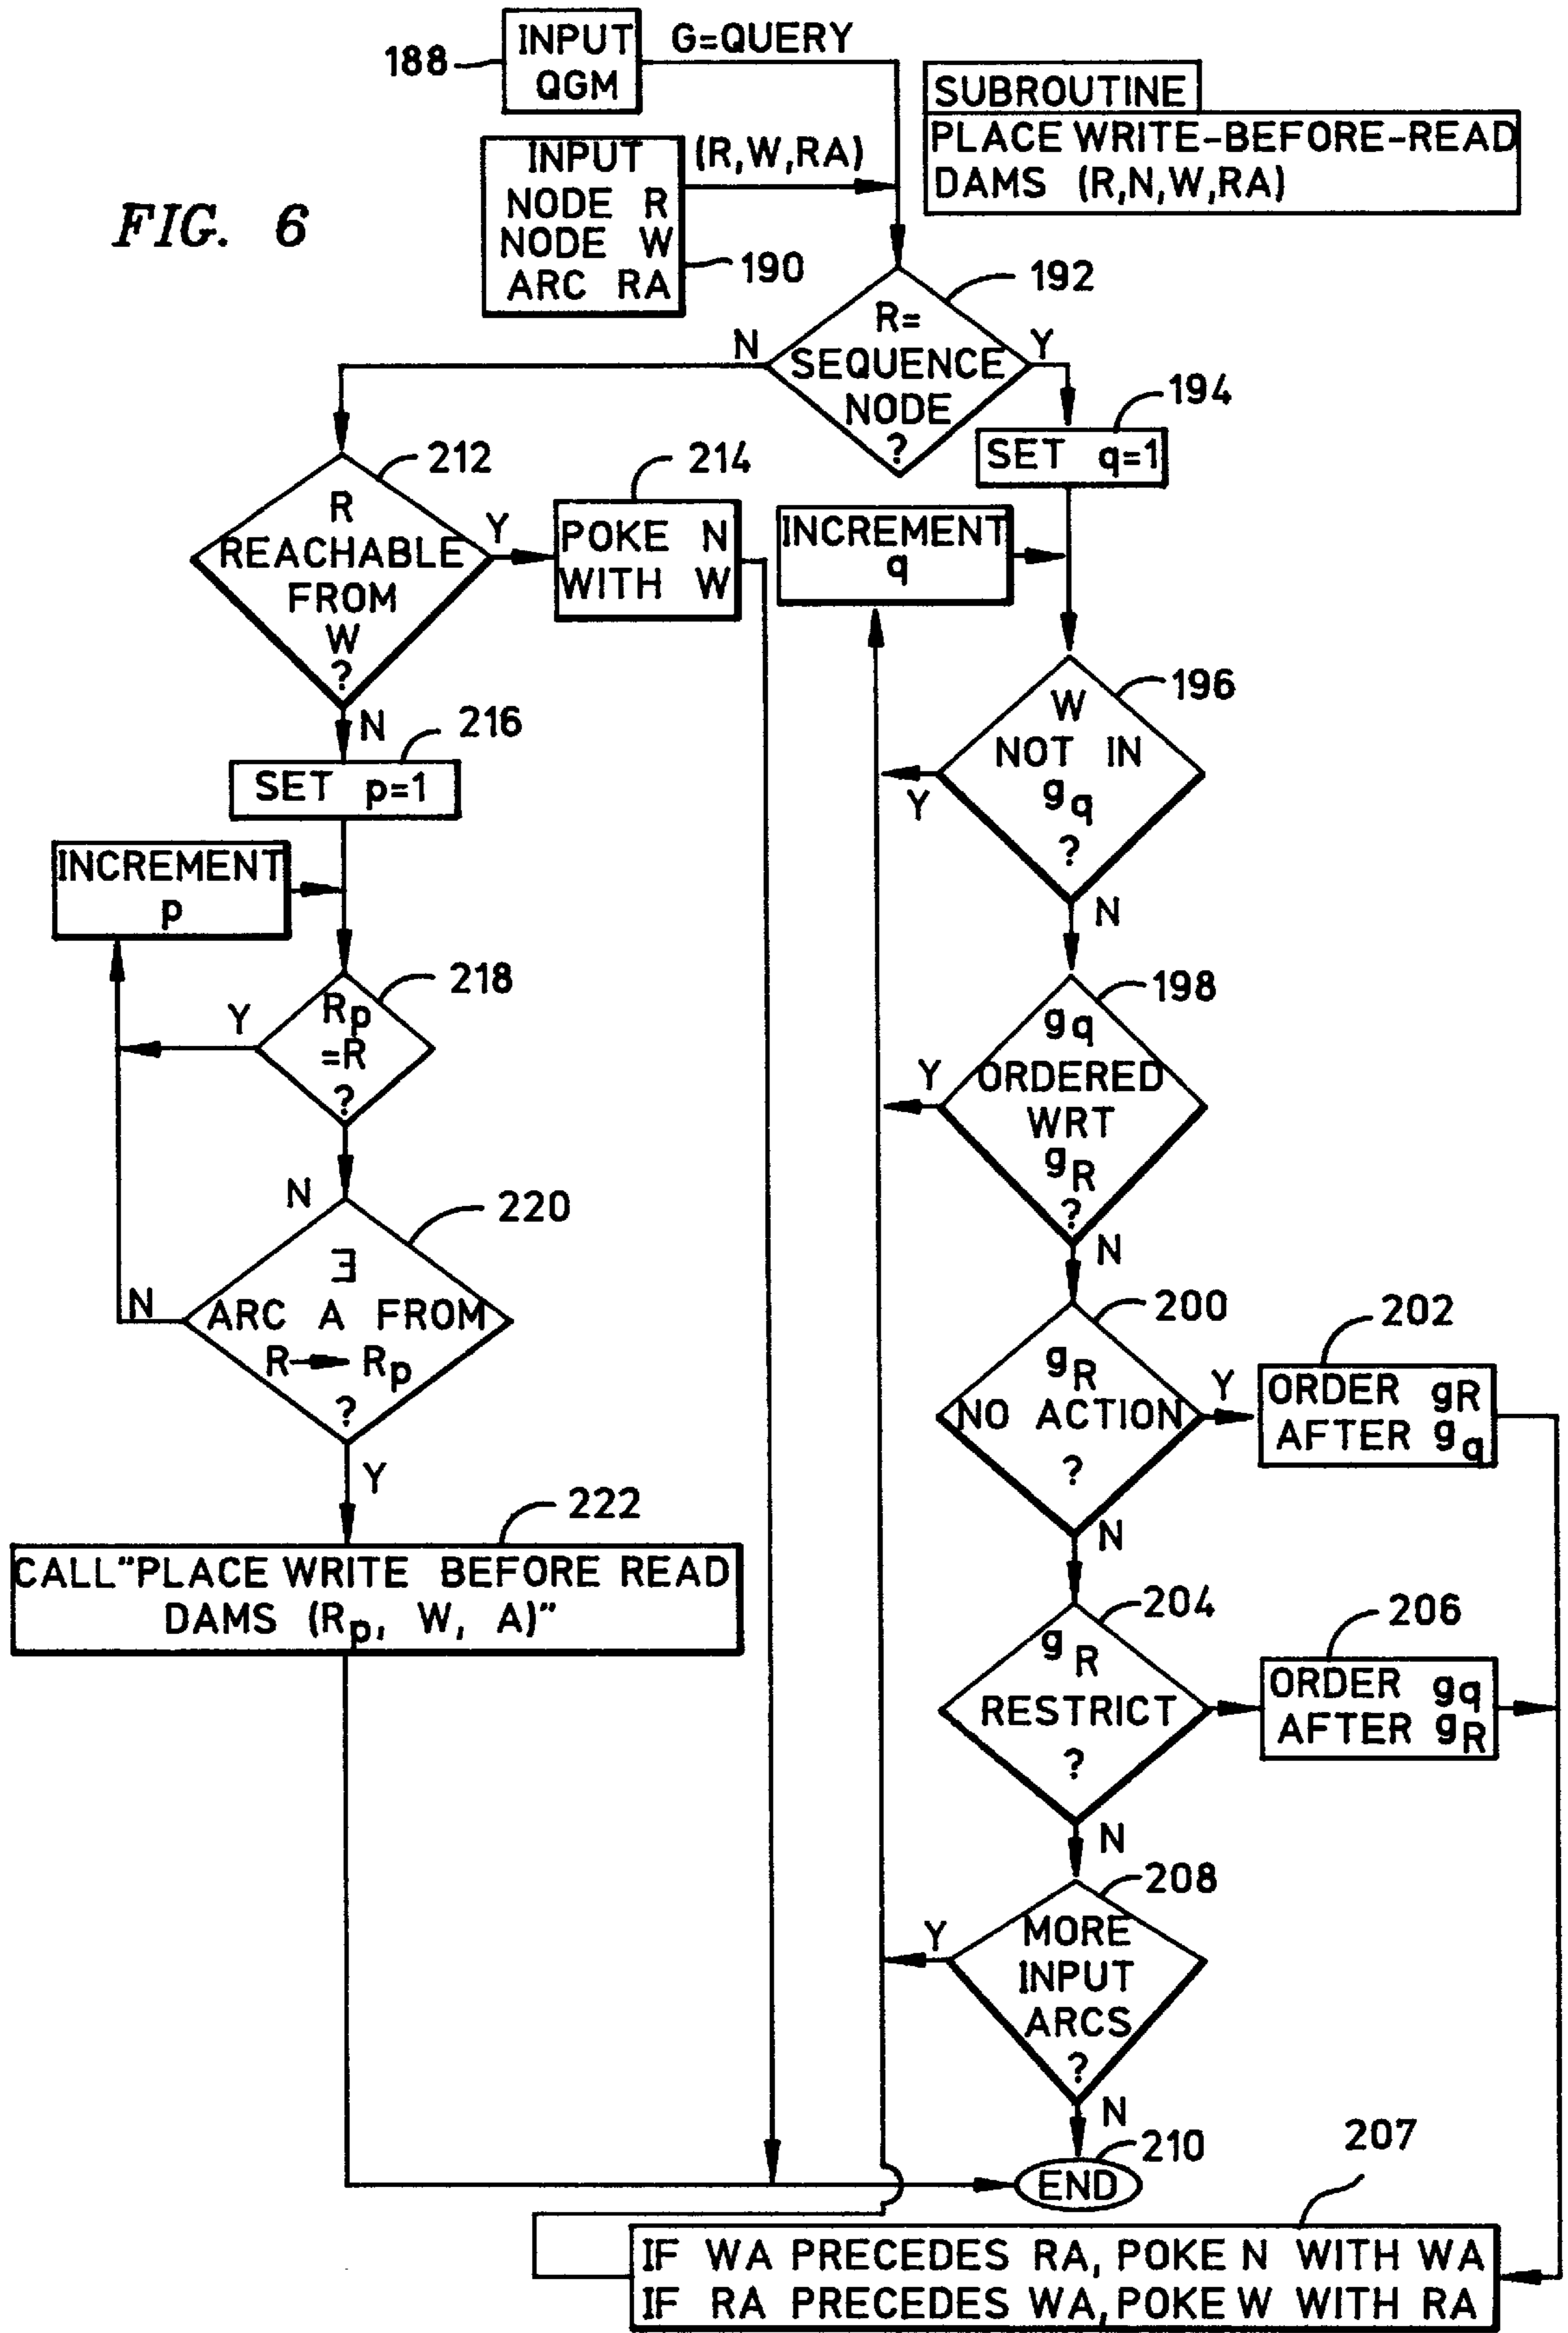 INPUT
QGM
188
G=QUERY
SUBROUTINE
PLACE WRITE-BEFORE-READ
DAMS (R,N,W,RA)
INPUT
NODE R
NODE W
ARC RA
(R,W,RA)
190
FIG. 6
192
R=
SEQUENCE
NODE
?
N
Y
194
SET q=1
212
R
REACHABLE
FROM
W
?
Y
N
214
POKE N
WITH W
INCREMENT
q
196
W
NOT IN
gq
?
Y
N
216
SET p=1
INCREMENT
p
218
Rp
=R
?
Y
N
198
gq
ORDERED
WRT
gR
?
Y
N
220
∃
ARC A FROM
R→Rp
?
N
Y
200
gR
NO ACTION
?
Y
N
202
ORDER gR
AFTER gq
222
CALL"PLACE WRITE BEFORE READ
DAMS (Rp, W, A)"
204
gR
RESTRICT
?
N
206
ORDER gq
AFTER gR
208
MORE
INPUT
ARCS
?
Y
N
210
END
207
IF WA PRECEDES RA, POKE N WITH WA
IF RA PRECEDES WA, POKE W WITH RA